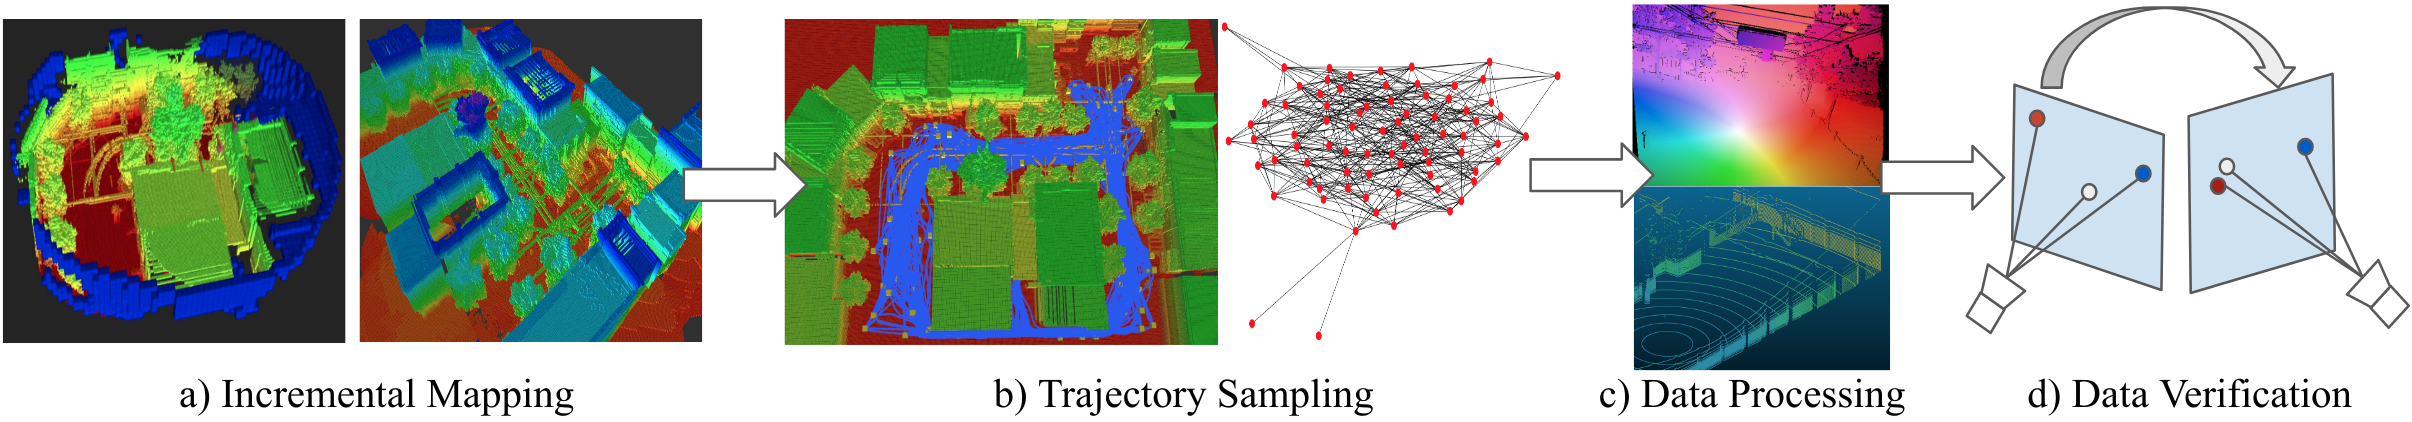 a) Incremental Mapping
b) Trajectory Sampling
c) Data Processing
d) Data Verification